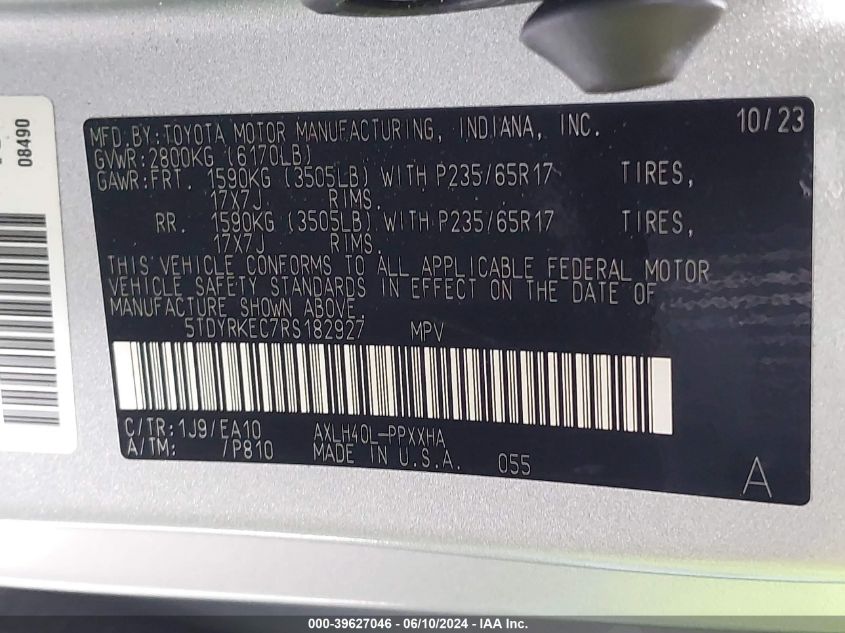 MFD.BY:TOYOTA MOTOR MANUFACTURING, INDIANA, INC. 10/23
GVWR:2800KG (6170LB)
GAWR:FRT. 1590KG (3505LB) WITH P235/65R17 TIRES,
17X7J RIMS.
RR. 1590KG (3505LB) WITH P235/65R17 TIRES,
17X7J RIMS.
THIS VEHICLE CONFORMS TO ALL APPLICABLE FEDERAL MOTOR
VEHICLE SAFETY STANDARDS IN EFFECT ON THE DATE OF
MANUFACTURE SHOWN ABOVE.
5TDYRKEC7RS182927 MPV
C/TR:1J9/EA10 AXLH40L-PPXXHA
A/TM: /P810 MADE IN U.S.A. 055
A
08490
000-39627046 - 06/10/2024 - IAA Inc.